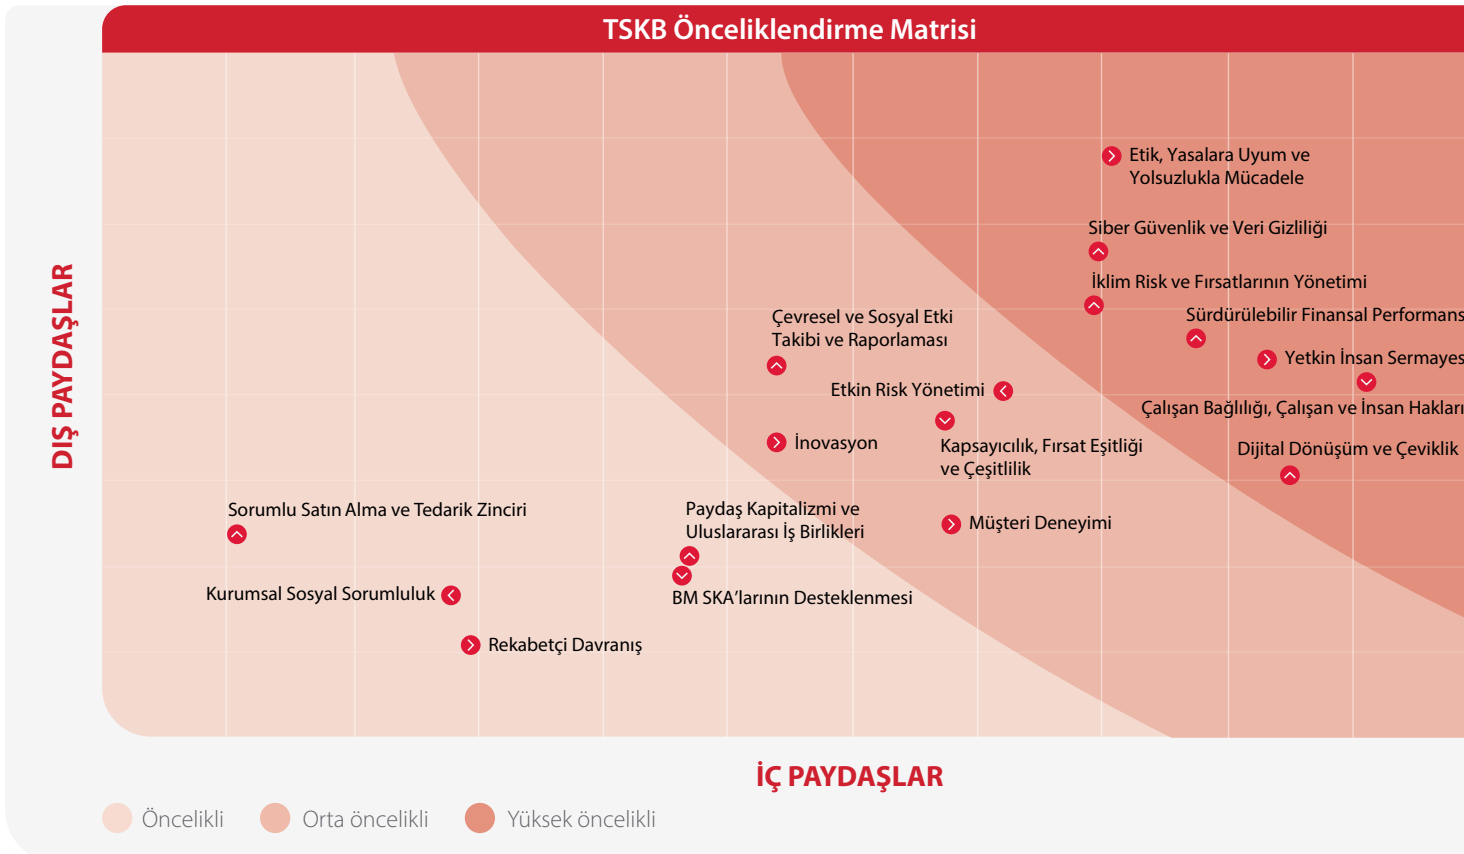 TSKB Önceliklendirme Matrisi
DIŞ PAYDAŞLAR
Etik, Yasalara Uyum ve
Yolsuzlukla Mücadele
Siber Güvenlik ve Veri Gizliliği
İklim Risk ve Fırsatlarının Yönetimi
Sürdürülebilir Finansal Performans
Çevresel ve Sosyal Etki
Takibi ve Raporlaması
Yetkin İnsan Sermayes
Etkin Risk Yönetimi
Çalışan Bağlılığı, Çalışan ve İnsan Hakları
İnovasyon
Kapsayıcılık, Fırsat Eşitliği
ve Çeşitlilik
Dijital Dönüşüm ve Çeviklik
Sorumlu Satın Alma ve Tedarik Zinciri
Paydaş Kapitalizmi ve
Uluslararası İş Birlikleri
Müşteri Deneyimi
Kurumsal Sosyal Sorumluluk
BM SKA'larının Desteklenmesi
Rekabetçi Davranış
İÇ PAYDAŞLAR
Öncelikli
Orta öncelikli
Yüksek öncelikli